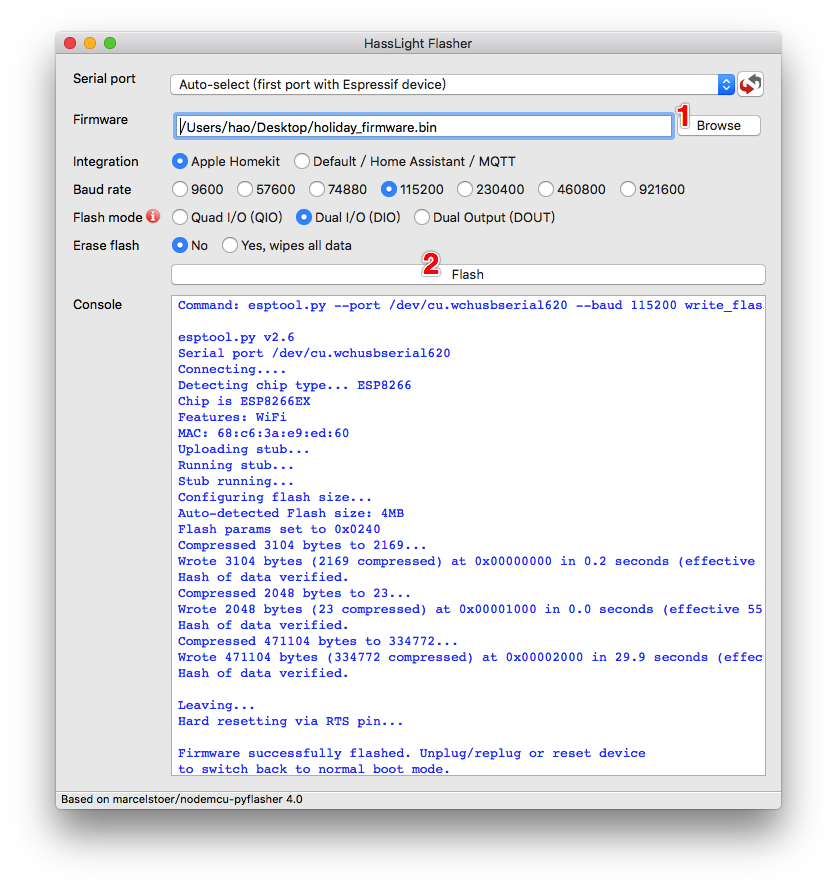 HassLight Flasher
Serial port
Auto-select (first port with Espressif device)
Firmware
/Users/hao/Desktop/holiday_firmware.bin
1
Browse
Integration
Apple Homekit
Default / Home Assistant / MQTT
Baud rate
9600
57600
74880
115200
230400
460800
921600
Flash mode
Quad I/O (QIO)
Dual I/O (DIO)
Dual Output (DOUT)
Erase flash
No
Yes, wipes all data
2
Flash
Console
Command: esptool.py --port /dev/cu.wchusbserial620 --baud 115200 write_flas
esptool.py v2.6
Serial port /dev/cu.wchusbserial620
Connecting....
Detecting chip type... ESP8266
Chip is ESP8266EX
Features: WiFi
MAC: 68:c6:3a:e9:ed:60
Uploading stub...
Running stub...
Stub running...
Configuring flash size...
Auto-detected Flash size: 4MB
Flash params set to 0x0240
Compressed 3104 bytes to 2169...
Wrote 3104 bytes (2169 compressed) at 0x00000000 in 0.2 seconds (effective
Hash of data verified.
Compressed 2048 bytes to 23...
Wrote 2048 bytes (23 compressed) at 0x00001000 in 0.0 seconds (effective 55
Hash of data verified.
Compressed 471104 bytes to 334772...
Wrote 471104 bytes (334772 compressed) at 0x00002000 in 29.9 seconds (effec
Hash of data verified.
Leaving...
Hard resetting via RTS pin...
Firmware successfully flashed. Unplug/replug or reset device
to switch back to normal boot mode.
Based on marcelstoer/nodemcu-pyflasher 4.0